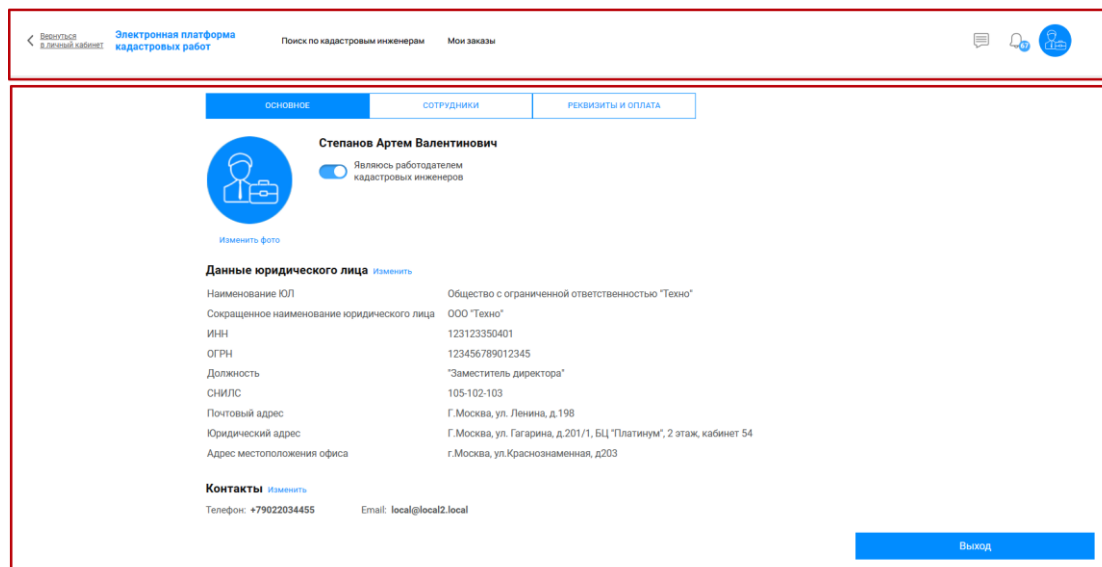 Вернуться
в личный кабинет
Электронная платформа
кадастровых работ
Поиск по кадастровым инженерам Мои заказы
67
ОСНОВНОЕ СОТРУДНИКИ РЕКВИЗИТЫ И ОПЛАТА
Степанов Артем Валентинович
Являюсь работодателем
кадастровых инженеров
Изменить фото
Данные юридического лица Изменить
Наименование ЮЛ Общество с ограниченной ответственностью "Техно"
Сокращенное наименование юридического лица ООО "Техно"
ИНН 123123350401
ОГРН 123456789012345
Должность "Заместитель директора"
СНИЛС 105-102-103
Почтовый адрес Г.Москва, ул. Ленина, д.198
Юридический адрес Г.Москва, ул. Гагарина, д.201/1, БЦ "Платинум", 2 этаж, кабинет 54
Адрес местоположения офиса г.Москва, ул.Краснознаменная, д203
Контакты Изменить
Телефон: +79022034455 Email: local@local2.local
Выход